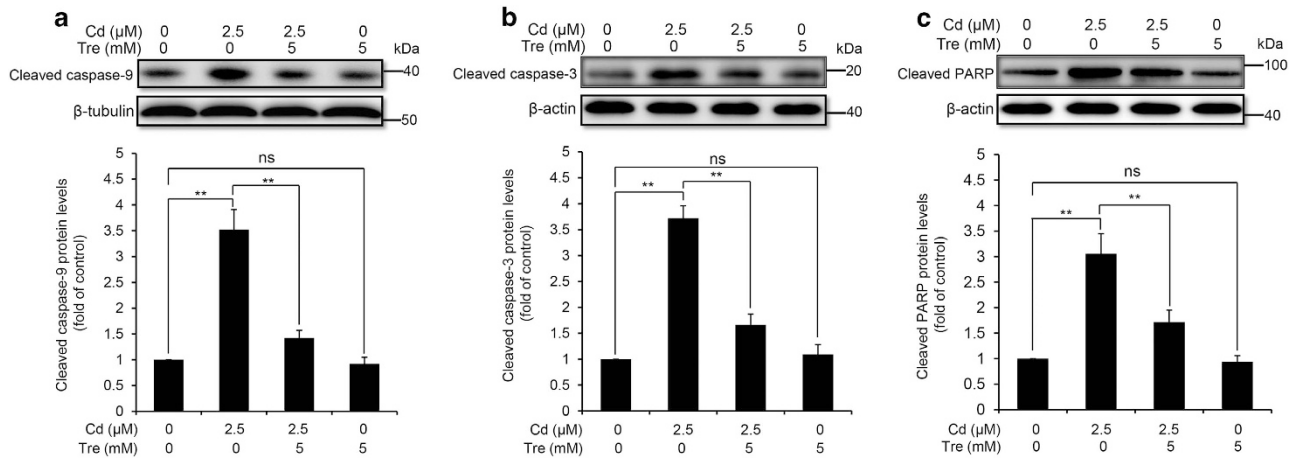 a
Cd (μM) 0 2.5 2.5 0
Tre (mM) 0 0 5 5 kDa
Cleaved caspase-9 40
β-tubulin 50
5
4.5
4
3.5
3
2.5
2
1.5
1
0.5
0
Cleaved caspase-9 protein levels
(fold of control)
ns
** **
Cd (μM) 0 2.5 2.5 0
Tre (mM) 0 0 5 5
b
Cd (μM) 0 2.5 2.5 0
Tre (mM) 0 0 5 5 kDa
Cleaved caspase-3 20
β-actin 40
5
4.5
4
3.5
3
2.5
2
1.5
1
0.5
0
Cleaved caspase-3 protein levels
(fold of control)
ns
** **
Cd (μM) 0 2.5 2.5 0
Tre (mM) 0 0 5 5
c
Cd (μM) 0 2.5 2.5 0
Tre (mM) 0 0 5 5 kDa
Cleaved PARP 100
β-actin 40
5
4.5
4
3.5
3
2.5
2
1.5
1
0.5
0
Cleaved PARP protein levels
(fold of control)
ns
** **
Cd (μM) 0 2.5 2.5 0
Tre (mM) 0 0 5 5